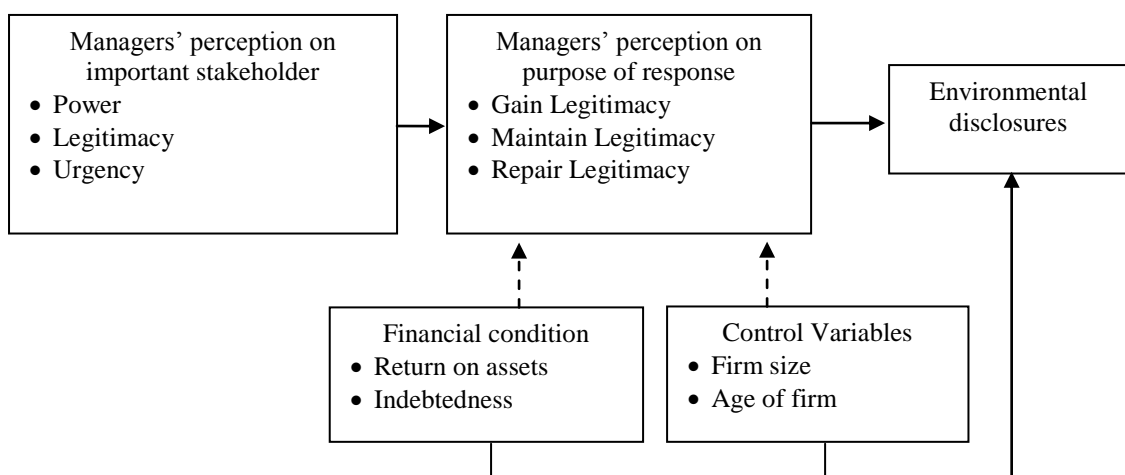 Managers’ perception on
important stakeholder
• Power
• Legitimacy
• Urgency
Managers’ perception on
purpose of response
• Gain Legitimacy
• Maintain Legitimacy
• Repair Legitimacy
Environmental
disclosures
Financial condition
• Return on assets
• Indebtedness
Control Variables
• Firm size
• Age of firm